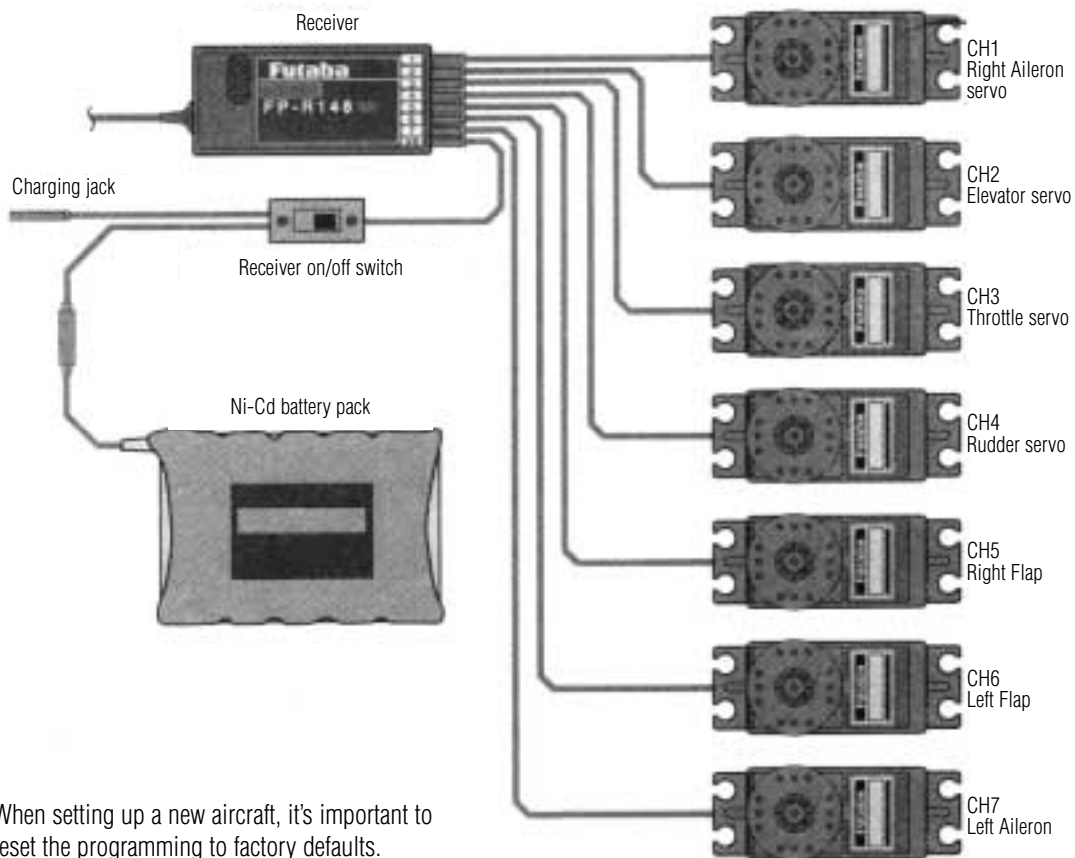 Receiver
Futaba
CH1
Right Aileron
servo
Charging jack
CH2
Elevator servo
Receiver on/off switch
CH3
Throttle servo
Ni-Cd battery pack
CH4
Rudder servo
CH5
Right Flap
CH6
Left Flap
When setting up a new aircraft, it's important to
reset the programming to factory defaults.
CH7
Left Aileron